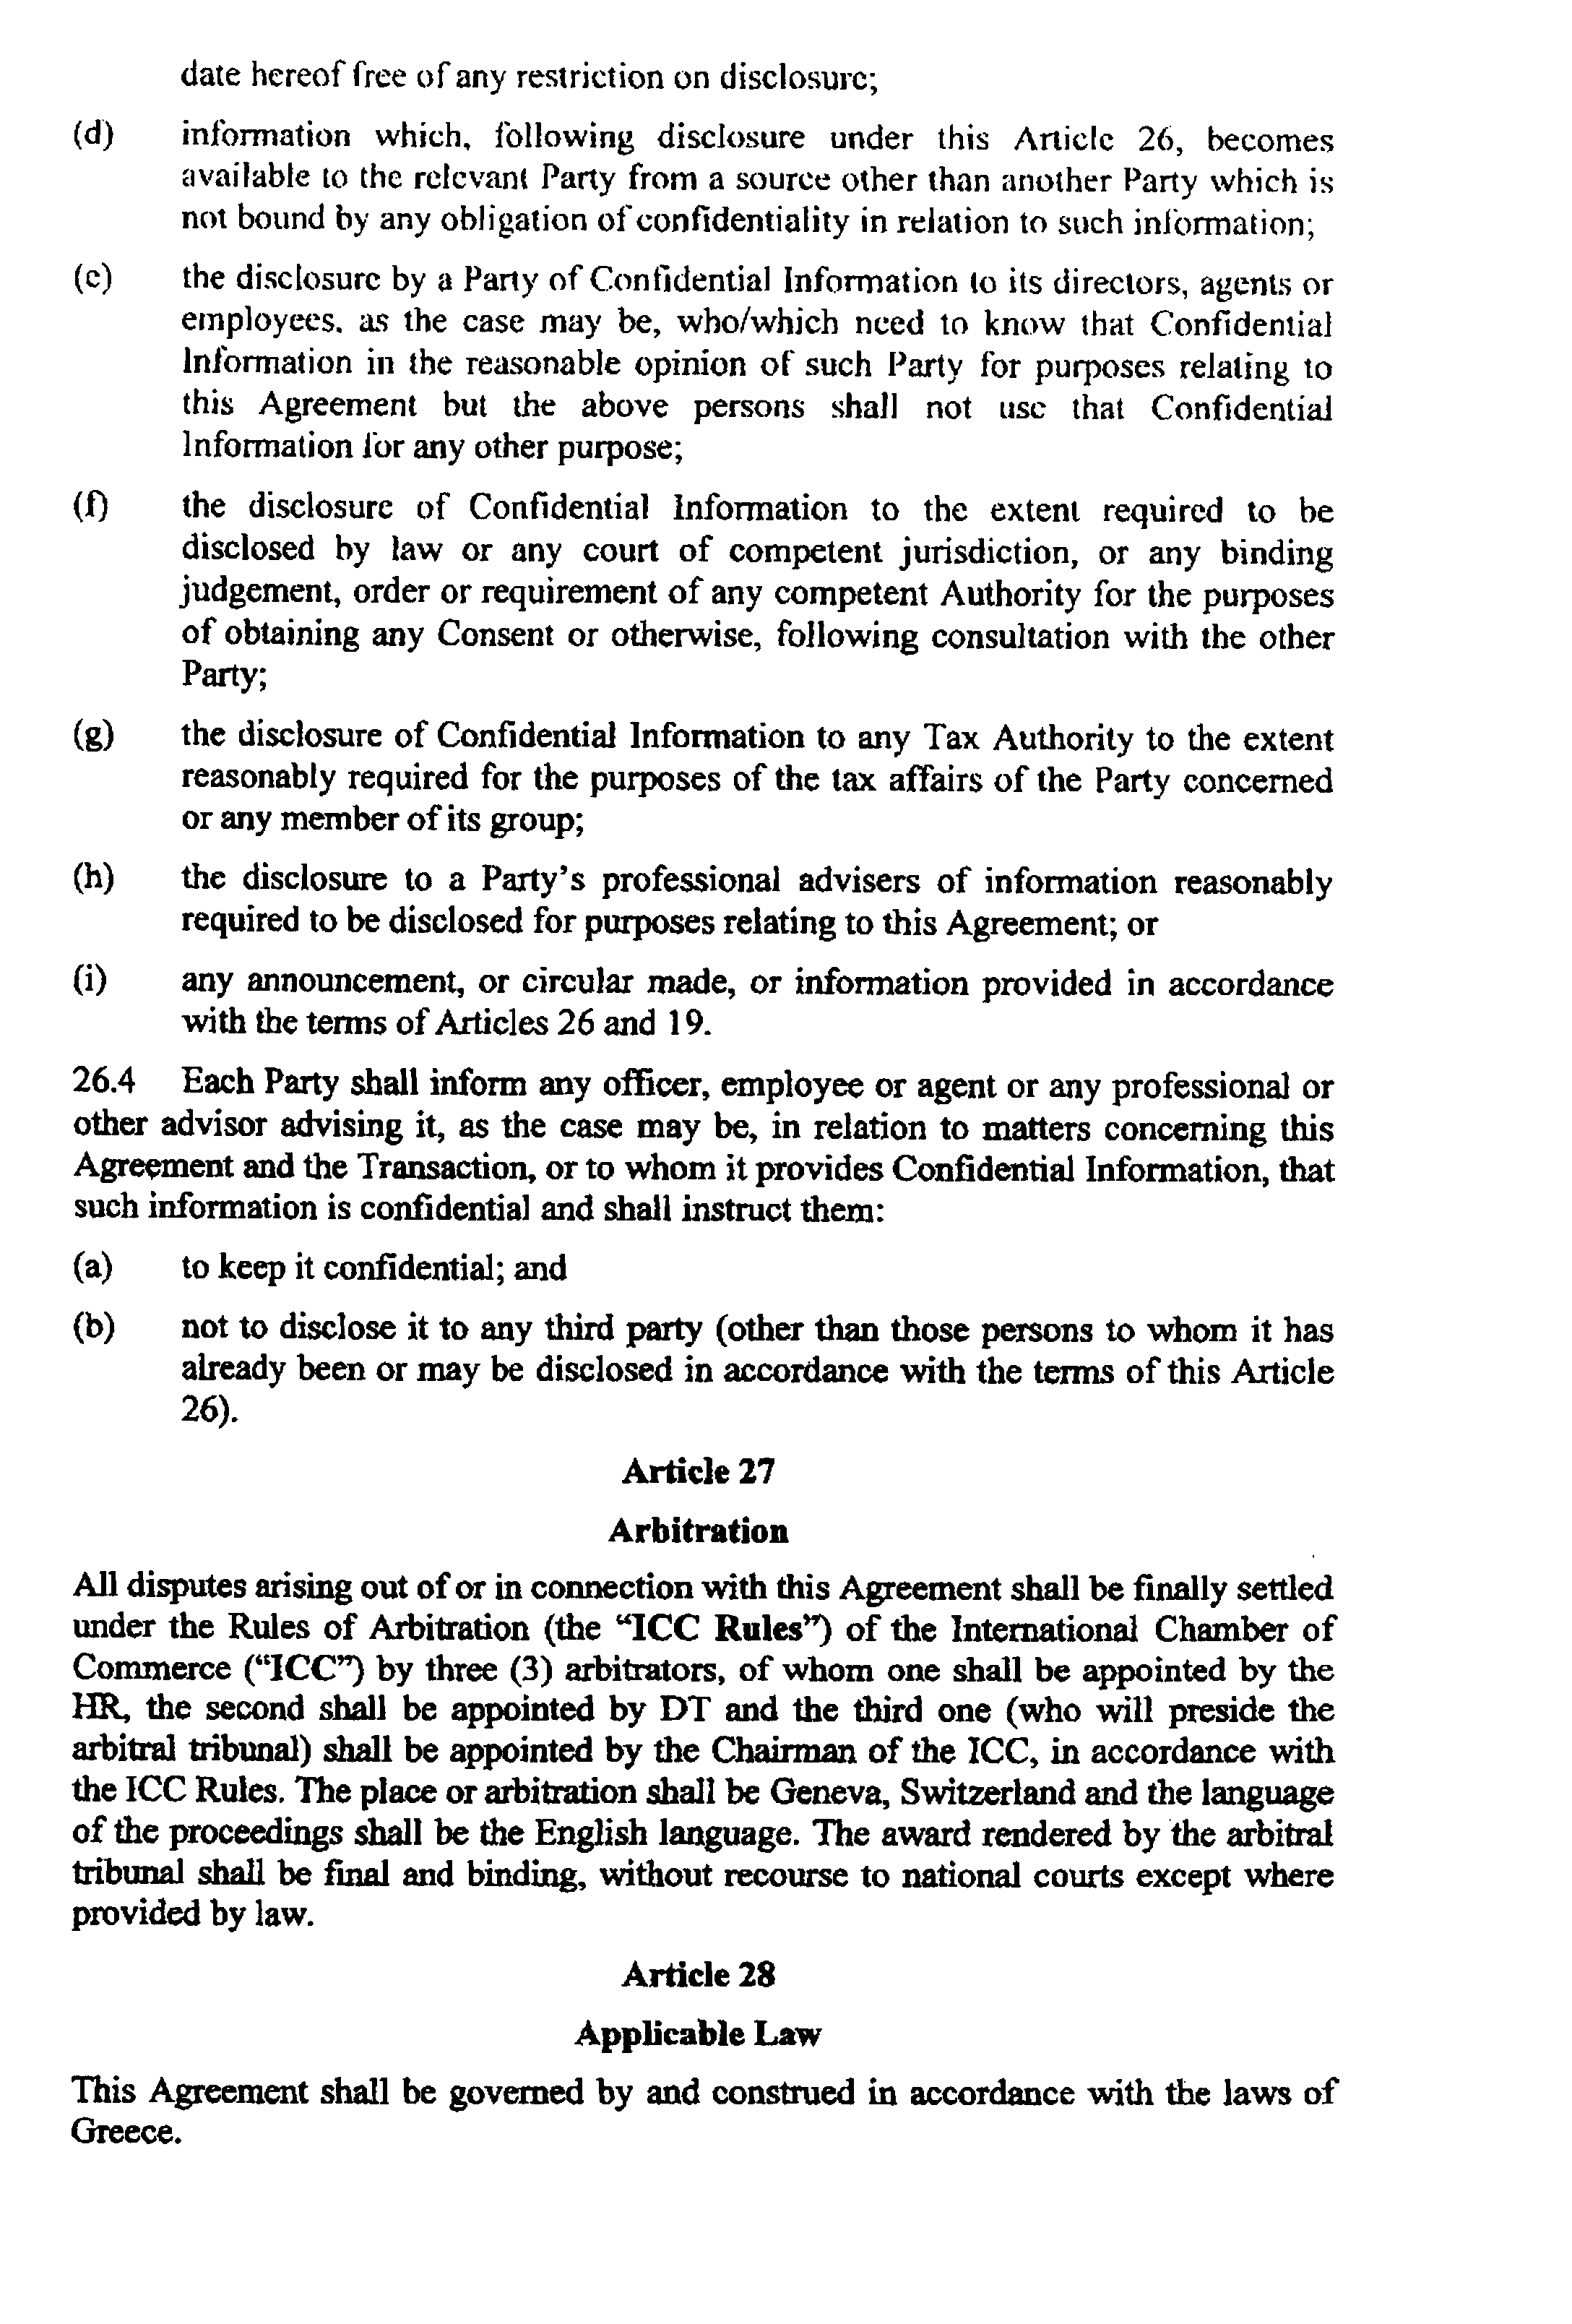 date hereof free of any restriction on disclosure;
(d) information which, following disclosure under this Article 26, becomes
available to the relevant Party from a source other than another Party which is
not bound by any obligation of confidentiality in relation to such information;
(e) the disclosure by a Party of Confidential Information to its directors, agents or
employees, as the case may be, who/which need to know that Confidential
Information in the reasonable opinion of such Party for purposes relating to
this Agreement but the above persons shall not use that Confidential
Information for any other purpose;
(f) the disclosure of Confidential Information to the extent required to be
disclosed by law or any court of competent jurisdiction, or any binding
judgement, order or requirement of any competent Authority for the purposes
of obtaining any Consent or otherwise, following consultation with the other
Party;
(g) the disclosure of Confidential Information to any Tax Authority to the extent
reasonably required for the purposes of the tax affairs of the Party concerned
or any member of its group;
(h) the disclosure to a Party's professional advisers of information reasonably
required to be disclosed for purposes relating to this Agreement; or
(i) any announcement, or circular made, or information provided in accordance
with the terms of Articles 26 and 19.
26.4 Each Party shall inform any officer, employee or agent or any professional or
other advisor advising it, as the case may be, in relation to matters concerning this
Agreement and the Transaction, or to whom it provides Confidential Information, that
such information is confidential and shall instruct them:
(a) to keep it confidential; and
(b) not to disclose it to any third party (other than those persons to whom it has
already been or may be disclosed in accordance with the terms of this Article
26).
Article 27
Arbitration
All disputes arising out of or in connection with this Agreement shall be finally settled
under the Rules of Arbitration (the “ICC Rules”) of the International Chamber of
Commerce (“ICC”) by three (3) arbitrators, of whom one shall be appointed by the
HR, the second shall be appointed by DT and the third one (who will preside the
arbitral tribunal) shall be appointed by the Chairman of the ICC, in accordance with
the ICC Rules. The place or arbitration shall be Geneva, Switzerland and the language
of the proceedings shall be the English language. The award rendered by the arbitral
tribunal shall be final and binding, without recourse to national courts except where
provided by law.
Article 28
Applicable Law
This Agreement shall be governed by and construed in accordance with the laws of
Greece.